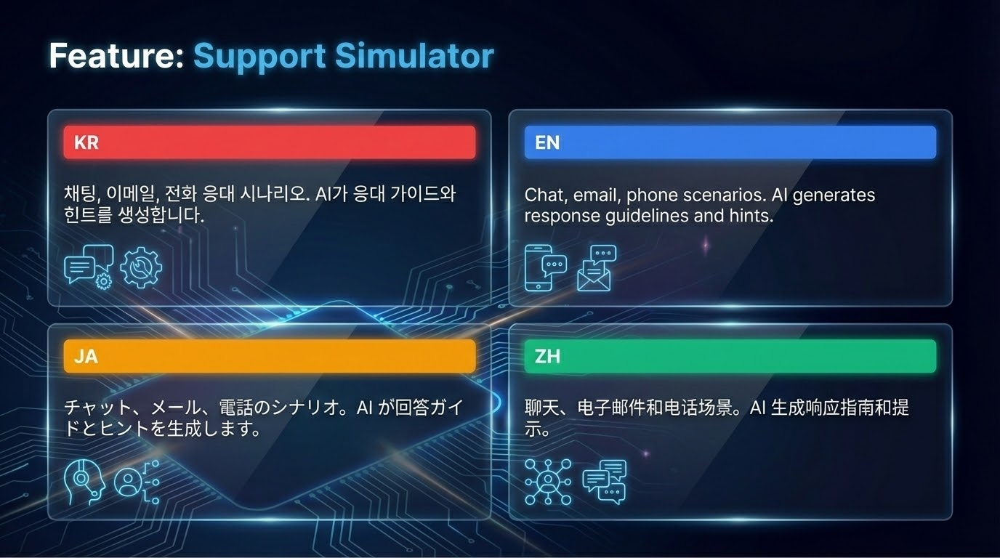 Feature: Support Simulator
KR
채팅, 이메일, 전화 응대 시나리오. AI가 응대 가이드와
힌트를 생성합니다.
EN
Chat, email, phone scenarios. AI generates
response guidelines and hints.
JA
チャット、メール、電話のシナリオ。AI が回答ガイ
ドとヒントを生成します。
ZH
聊天、电子邮件和电话场景。AI 生成响应指南和提
示。